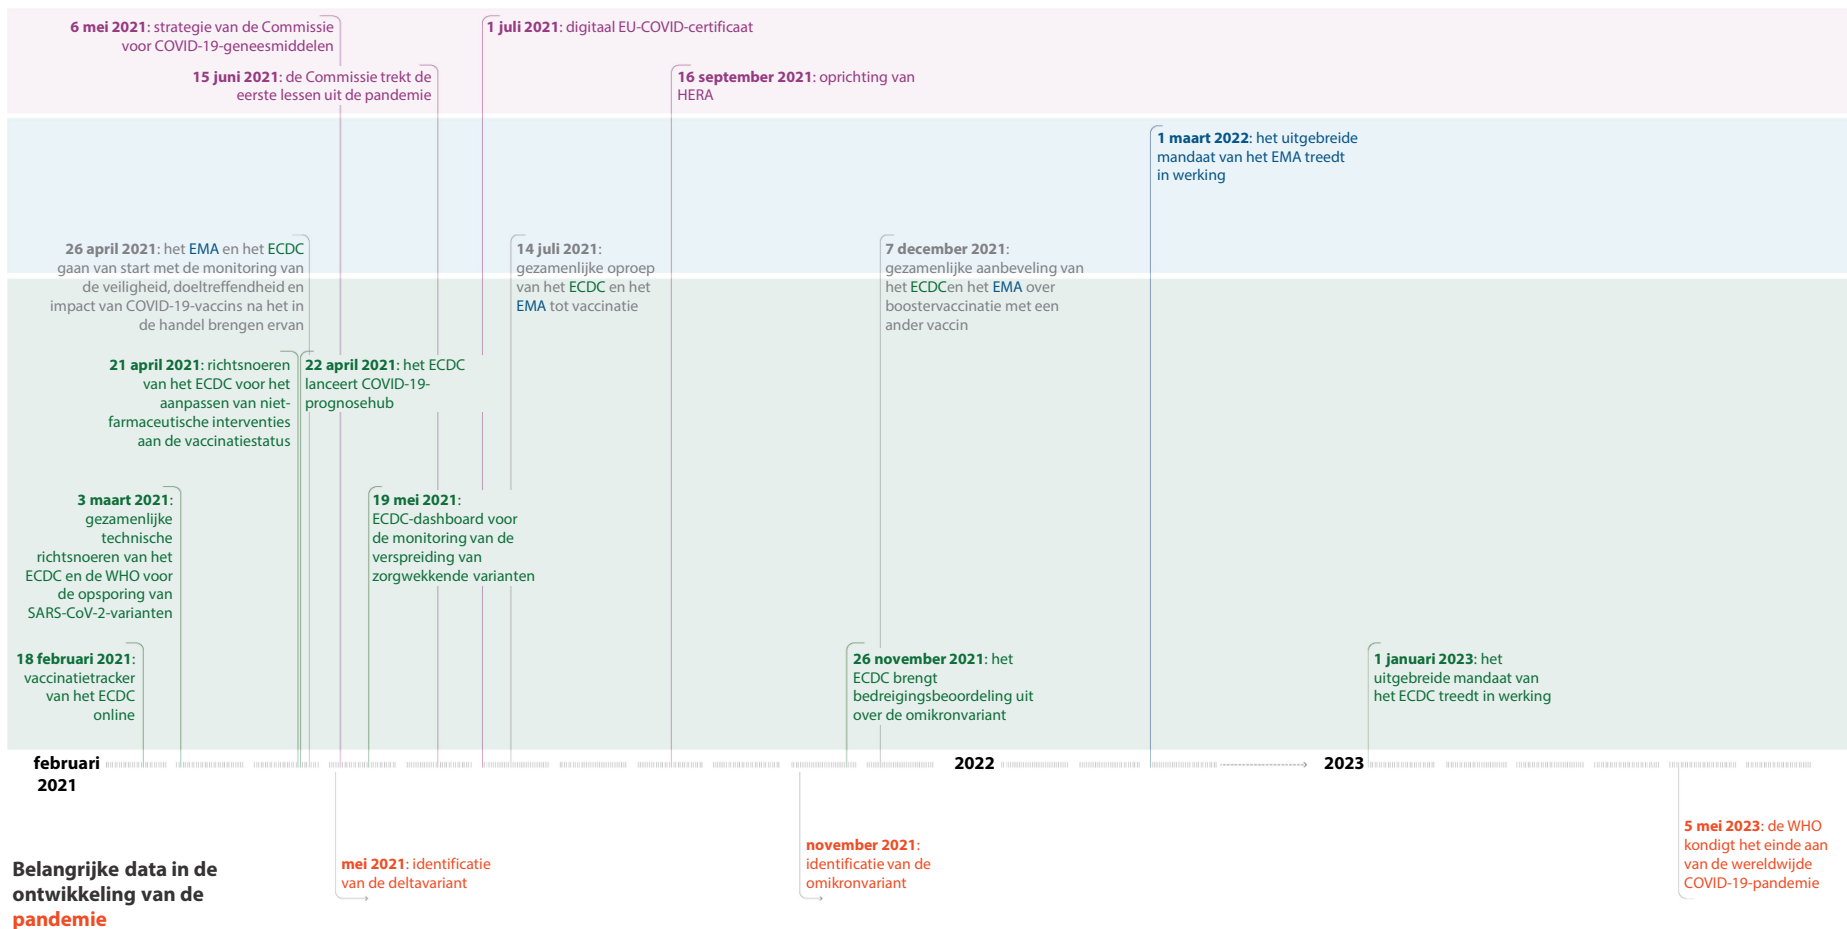 6 mei 2021: strategie van de Commissie
voor COVID-19-geneesmiddelen
1 juli 2021: digitaal EU-COVID-certificaat
15 juni 2021: de Commissie trekt de
eerste lessen uit de pandemie
16 september 2021: oprichting van
HERA
1 maart 2022: het uitgebreide
mandaat van het EMA treedt
in werking
26 april 2021: het EMA en het ECDC
gaan van start met de monitoring van
de veiligheid, doeltreffendheid en
impact van COVID-19-vaccins na het in
de handel brengen ervan
14 juli 2021:
gezamenlijke oproep
van het ECDC en het
EMA tot vaccinatie
7 december 2021:
gezamenlijke aanbeveling van
het ECDCen het EMA over
boostervaccinatie met een
ander vaccin
21 april 2021: richtsnoeren
van het ECDC voor het
aanpassen van niet-
farmaceutische interventies
aan de vaccinatiestatus
22 april 2021: het ECDC
lanceert COVID-19-
prognosehub
3 maart 2021:
gezamenlijke
technische
richtsnoeren van het
ECDC en de WHO voor
de opsporing van
SARS-CoV-2-varianten
19 mei 2021:
ECDC-dashboard voor
de monitoring van de
verspreiding van
zorgwekkende varianten
18 februari 2021:
vaccinatietracker
van het ECDC
online
26 november 2021: het
ECDC brengt
bedreigingsbeoordeling uit
over de omikronvariant
1 januari 2023: het
uitgebreide mandaat van
het ECDC treedt in werking
februari
2021
2022
2023
mei 2021: identificatie
van de deltavariant
november 2021:
identificatie van de
omikronvariant
5 mei 2023: de WHO
kondigt het einde aan
van de wereldwijde
COVID-19-pandemie
Belangrijke data in de
ontwikkeling van de
pandemie